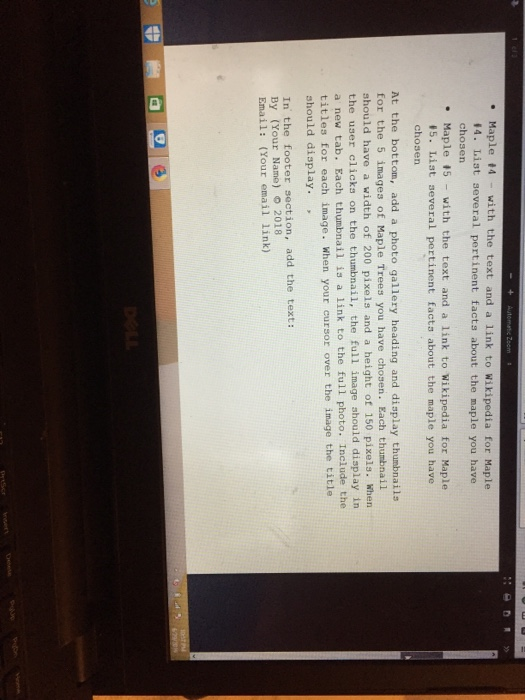 Automatic Zoom
• Maple #4 - with the text and a link to Wikipedia for Maple
#4. List several pertinent facts about the maple you have
chosen
• Maple #5 - with the text and a link to Wikipedia for Maple
#5. List several pertinent facts about the maple you have
chosen
At the bottom, add a photo gallery heading and display thumbnails
for the 5 images of Maple Trees you have chosen. Each thumbnail
should have a width of 200 pixels and a height of 150 pixels. When
the user clicks on the thumbnail, the full image should display in
a new tab. Each thumbnail is a link to the full photo. Include the
titles for each image. When your cursor over the image the title
should display.
In the footer section, add the text:
By (Your Name) © 2018
Email: (Your email link)
DELL